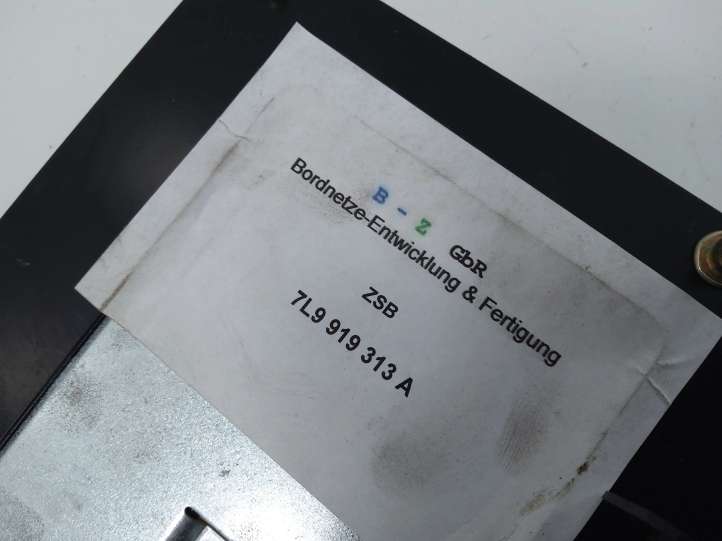 B - Z GbR
Bordnetze-Entwicklung & Fertigung
ZSB
7L9 919 313 A